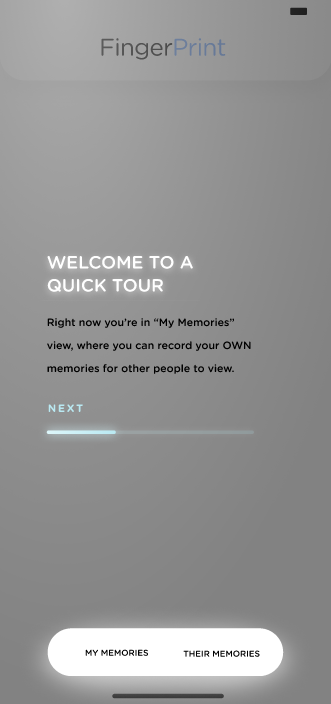 FingerPrint
WELCOME TO A
QUICK TOUR
Right now you’re in “My Memories”
view, where you can record your OWN
memories for other people to view.
NEXT
MY MEMORIES THEIR MEMORIES